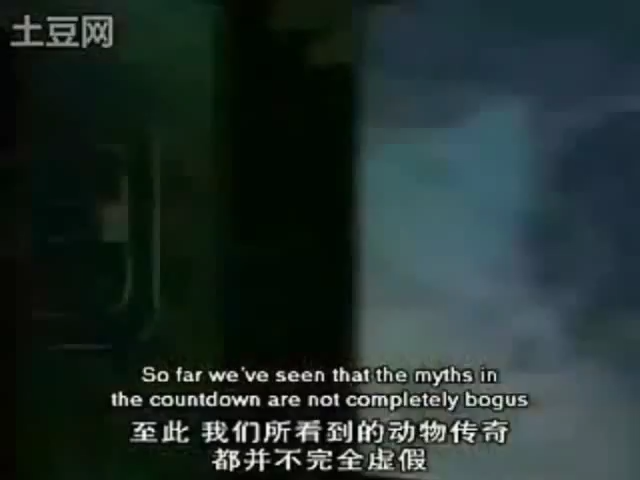 土豆网
So far we've seen that the myths in
the countdown are not completely bogus
至此 我们所看到的动物传奇
都并不完全虚假